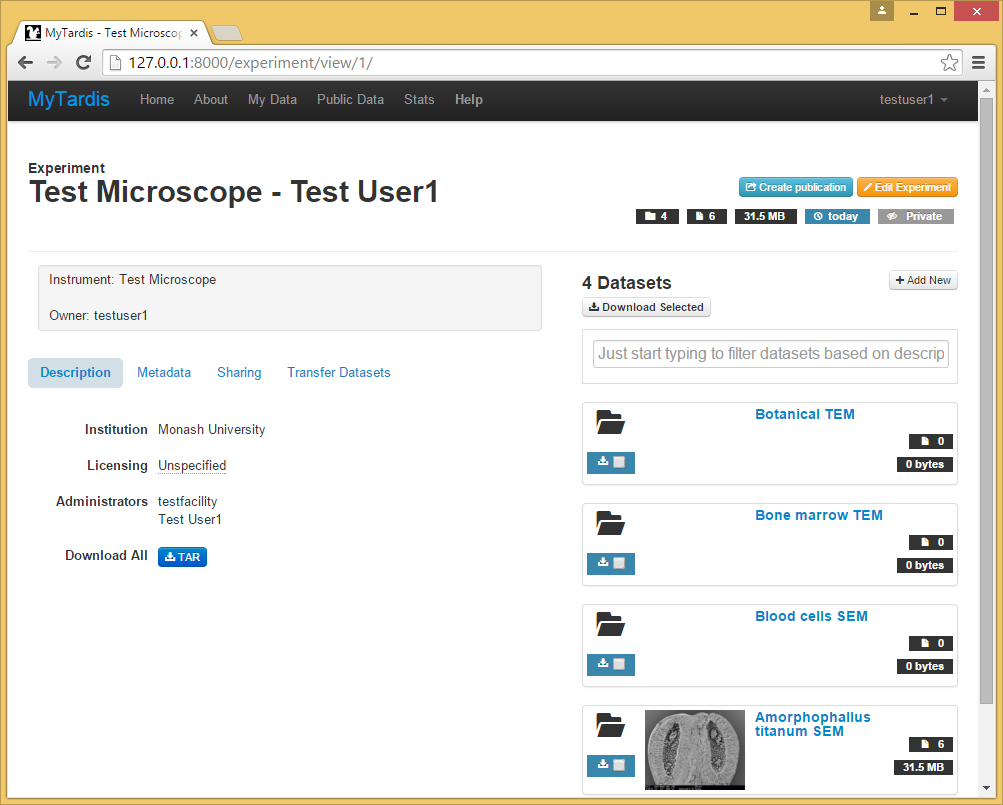 MyTardis - Test Microscop
127.0.0.1:8000/experiment/view/1/
MyTardis Home About My Data Public Data Stats Help testuser1
Experiment
Test Microscope - Test User1
Create publication Edit Experiment
4 6 31.5 MB today Private
Instrument: Test Microscope
Owner: testuser1
Description Metadata Sharing Transfer Datasets
Institution Monash University
Licensing Unspecified
Administrators testfacility
Test User1
Download All TAR
4 Datasets
Add New
Download Selected
Just start typing to filter datasets based on descrip
Botanical TEM
0
0 bytes
Bone marrow TEM
0
0 bytes
Blood cells SEM
0
0 bytes
Amorphophallus
titanum SEM
6
31.5 MB